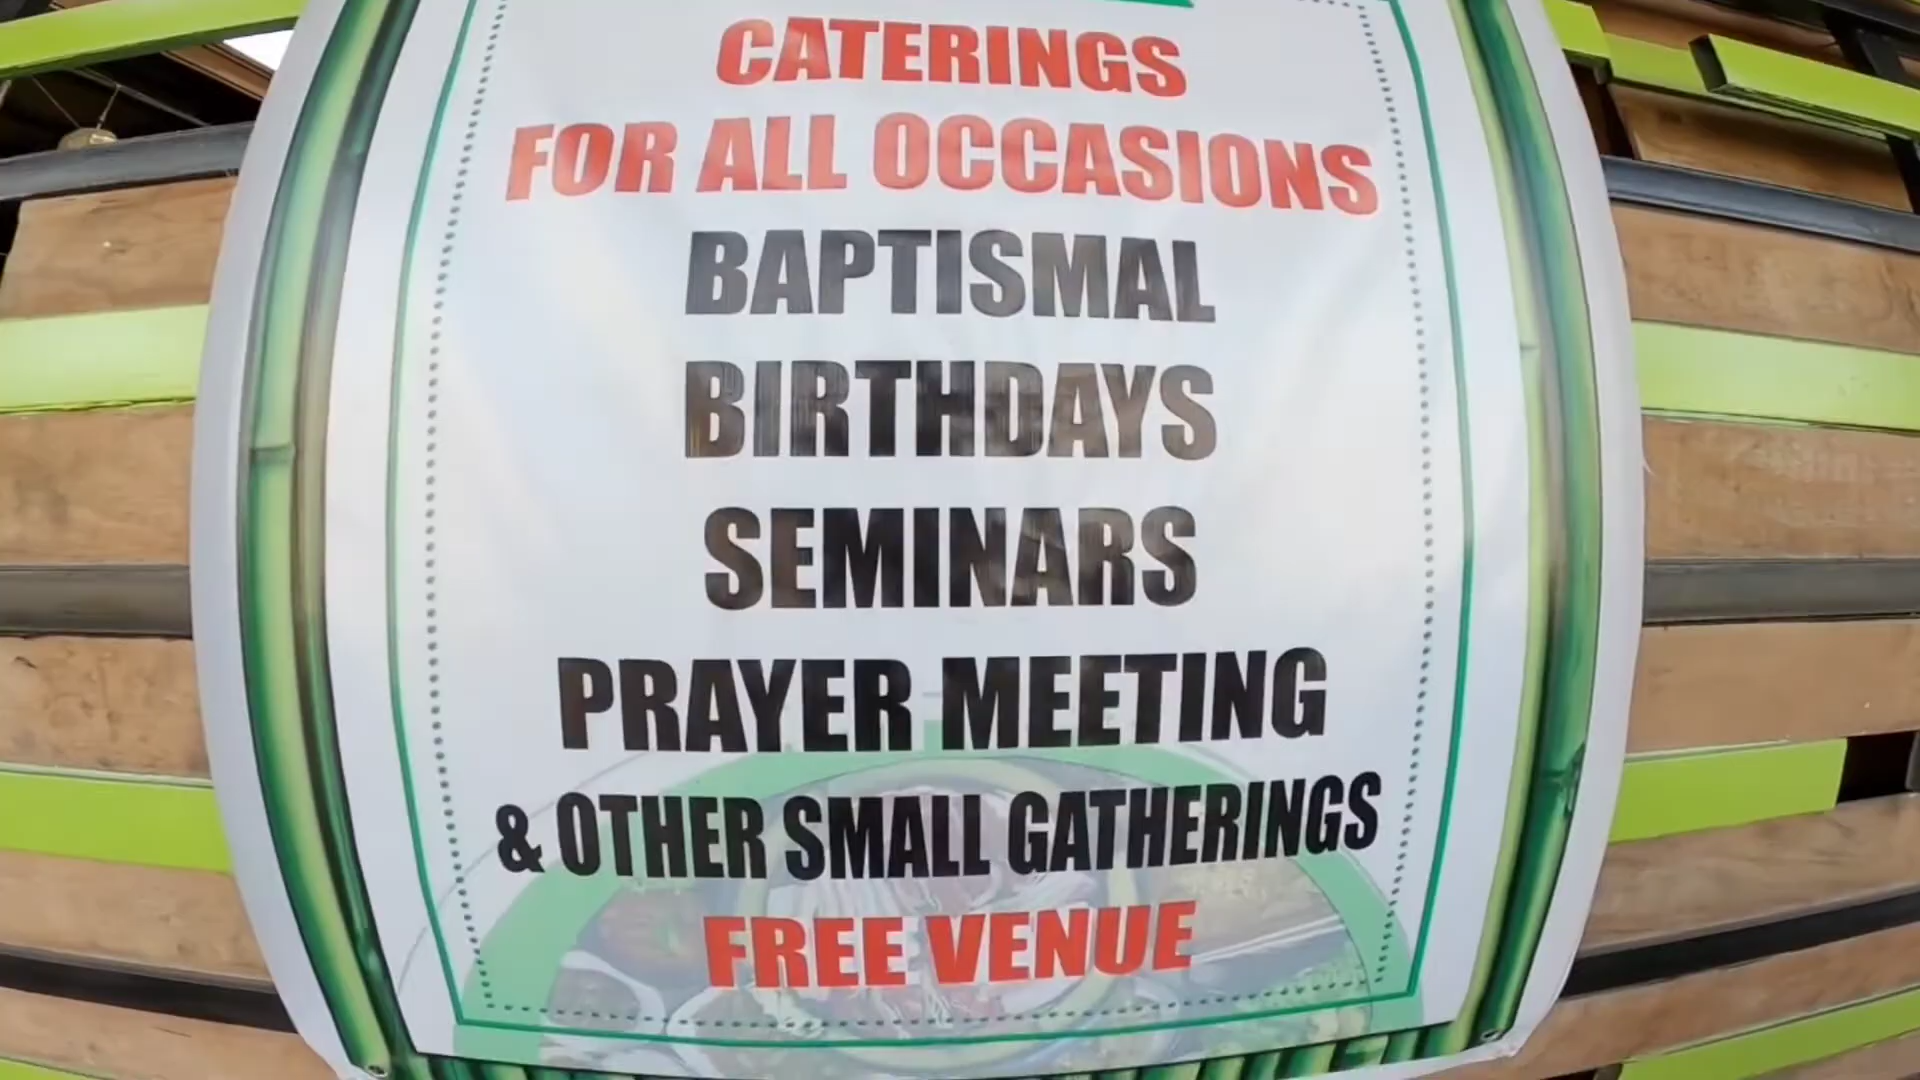 CATERINGS
FOR ALL OCCASIONS
BAPTISMAL
BIRTHDAYS
SEMINARS
PRAYER MEETING
& OTHER SMALL GATHERINGS
FREE VENUE